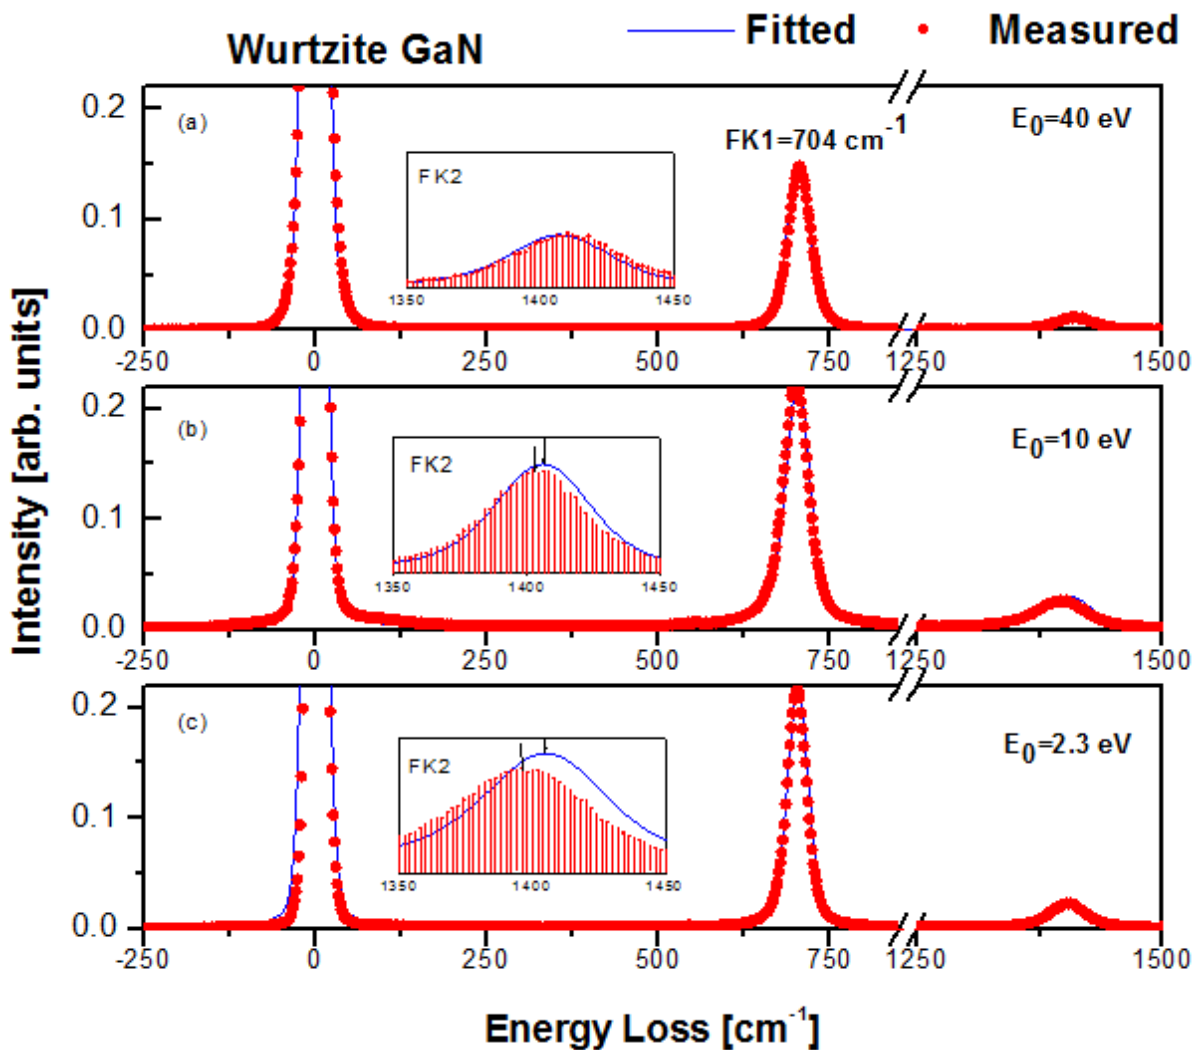 Fitted Measured
Wurtzite GaN
0.2
(a)
E0=40 eV
FK1=704 cm-1
FK2
0.1
1350 1400 1450
0.0
-250 0 250 500 750 1250 1500
0.2
(b)
E0=10 eV
FK2
0.1
1350 1400 1450
0.0
-250 0 250 500 750 1250 1500
0.2
(c)
E0=2.3 eV
FK2
0.1
1350 1400 1450
0.0
-250 0 250 500 750 1250 1500
Intensity [arb. units]
Energy Loss [cm-1]